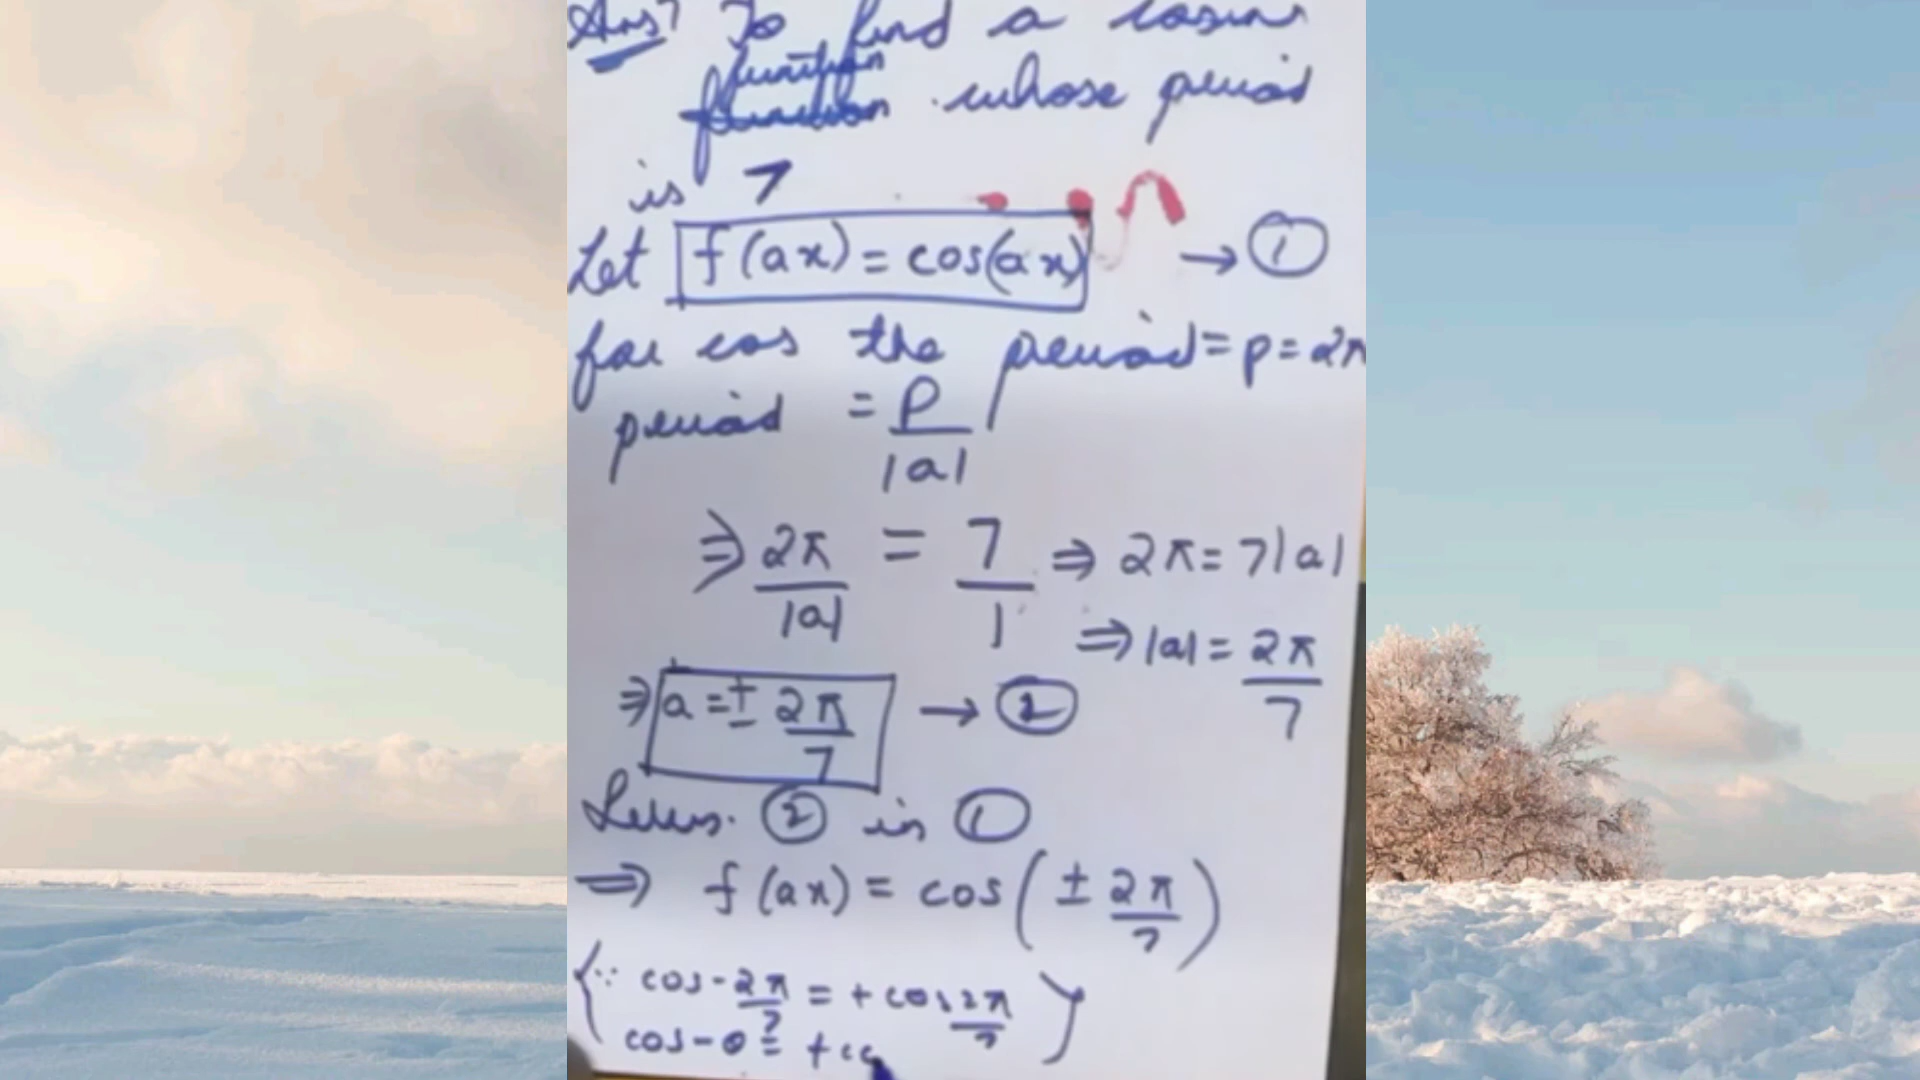 Ans? To find a cosine
function
function whose period
is 7
Let f(ax) = cos(ax) → ①
for cos the period = p = 2π
period = P
|a|
⇒ 2π = 7 ⇒ 2π = 7|a|
|a| 1
⇒ |a| = 2π
7
⇒ a = ± 2π → ②
7
② in ①
⇒ f(ax) = cos(± 2π)
7
{∵ cos - 2π = + cos 2π}
7 7
cos - θ = + co